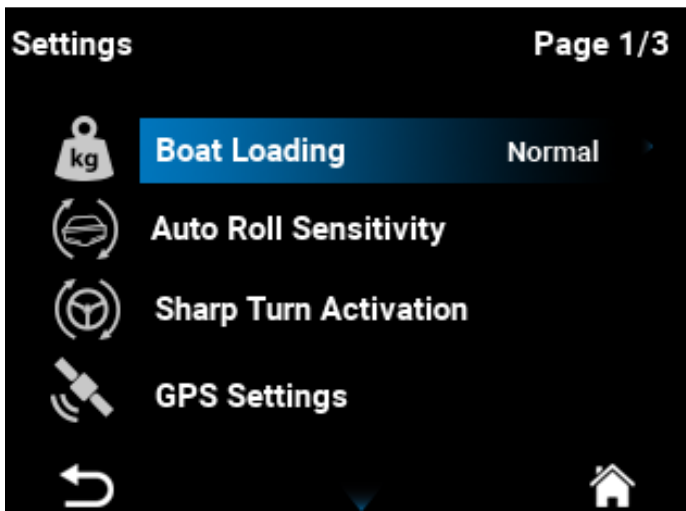 Settings Page 1/3
kg Boat Loading Normal
Auto Roll Sensitivity
Sharp Turn Activation
GPS Settings